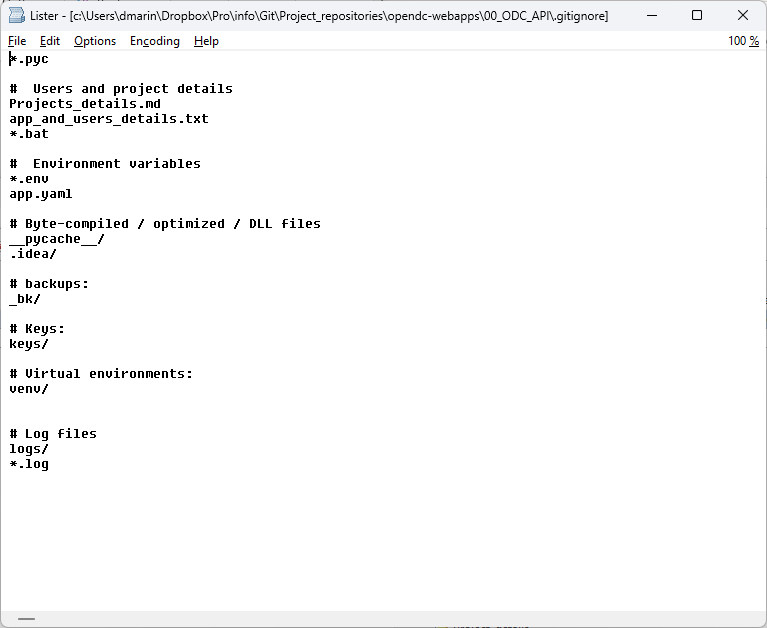 Lister - [c:\Users\dmarin\Dropbox\Pro\info\Git\Project_repositories\opendc-webapps\00_ODC_API\.gitignore]
File Edit Options Encoding Help 100 %
*.pyc
#  Users and project details
Projects_details.md
app_and_users_details.txt
*.bat
#  Environment variables
*.env
app.yaml
# Byte-compiled / optimized / DLL files
__pycache__/
.idea/
# backups:
_bk/
# Keys:
keys/
# Virtual environments:
venv/
# Log files
logs/
*.log